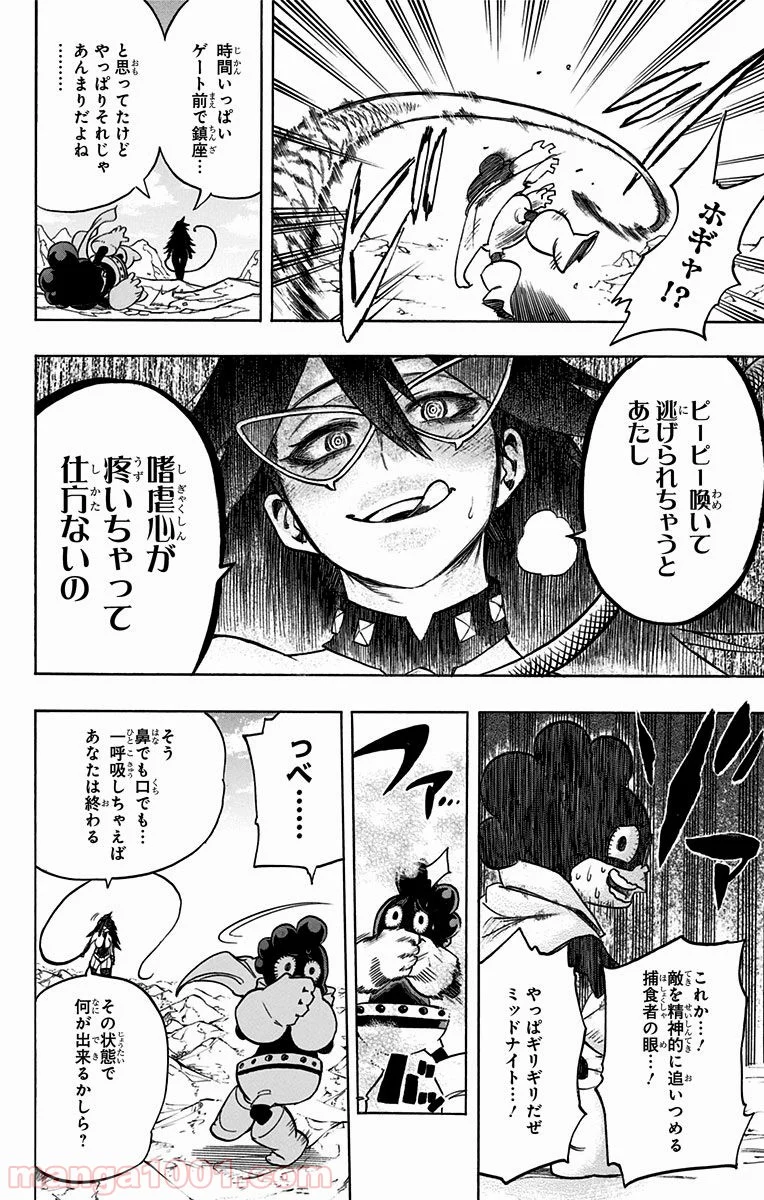 ホギャ!?
時間いっぱい
ゲート前で鎮座…
と思ってたけど
やっぱりそれじゃ
あんまりだよね
…………
ピーピー喚いて
逃げられちゃうと
あたし
嗜虐心が
疼いちゃって
仕方ないの
これか…!
敵を精神的に追いつめる
捕食者の眼…!
やっぱギリギリだぜ
ミッドナイト…!
バッ
つべ……
そう
鼻でも口でも…
一呼吸しちゃえば
あなたは終わる
その状態で
何が出来るかしら?
manga1001.com